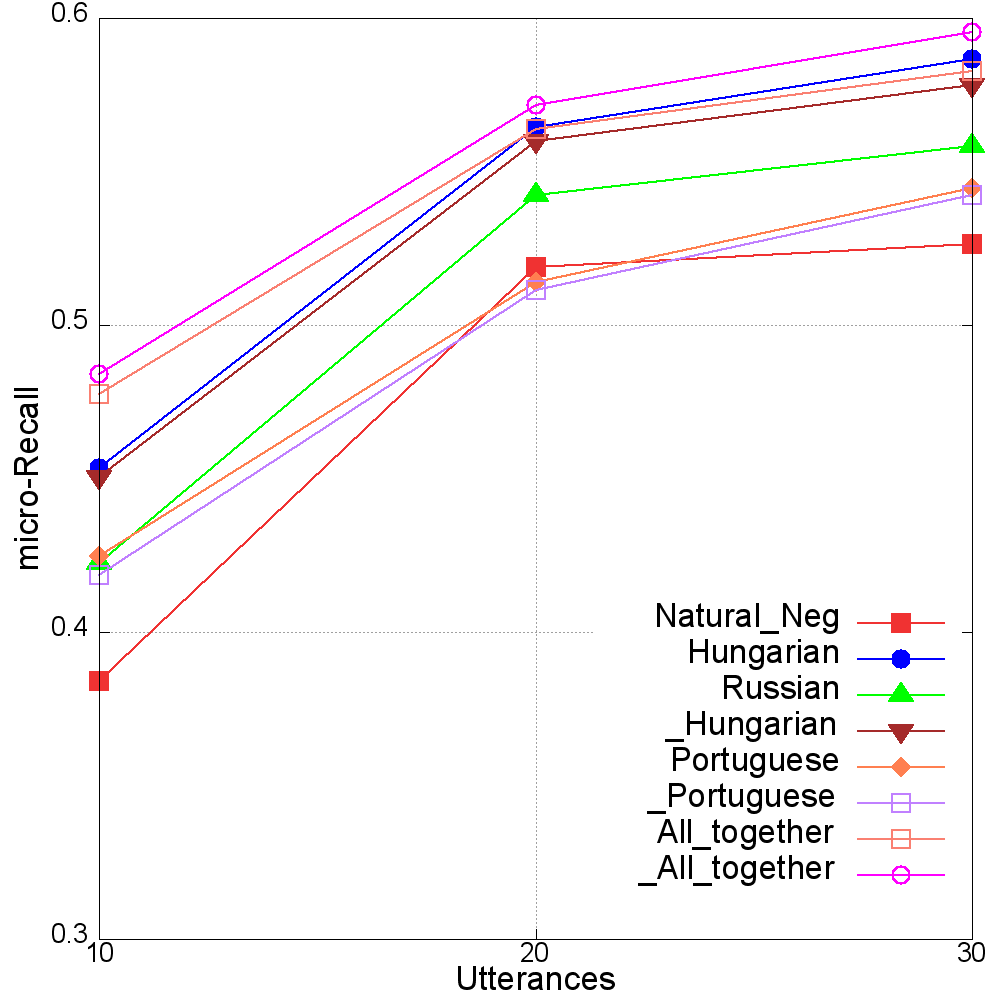 0.6
0.5
0.4
0.3
micro-Recall
10
20
30
Utterances
Natural_Neg
Hungarian
Russian
_Hungarian
Portuguese
_Portuguese
All_together
_All_together